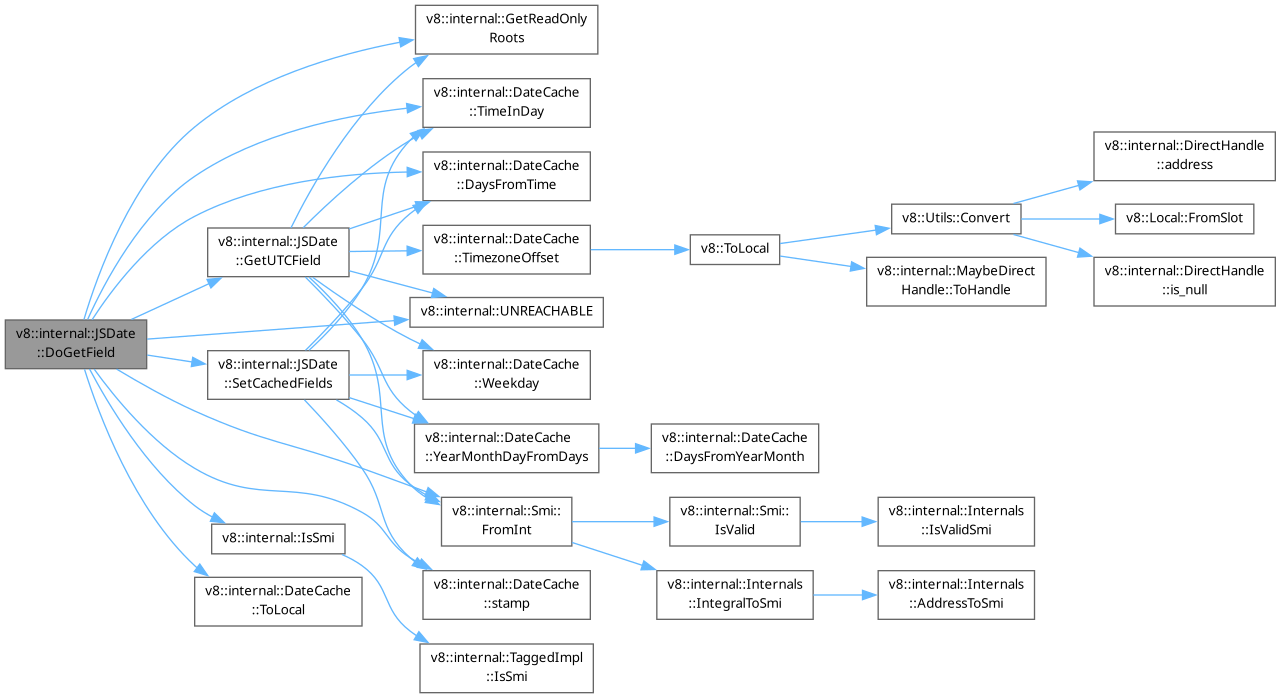 v8::internal::JSDate
::DoGetField
v8::internal::GetReadOnly
Roots
v8::internal::DateCache
::TimeInDay
v8::internal::DateCache
::DaysFromTime
v8::internal::JSDate
::GetUTCField
v8::internal::DateCache
::TimezoneOffset
v8::internal::UNREACHABLE
v8::internal::JSDate
::SetCachedFields
v8::internal::DateCache
::Weekday
v8::internal::DateCache
::YearMonthDayFromDays
v8::internal::Smi::
FromInt
v8::internal::IsSmi
v8::internal::DateCache
::ToLocal
v8::internal::DateCache
::stamp
v8::internal::TaggedImpl
::IsSmi
v8::ToLocal
v8::Utils::Convert
v8::internal::MaybeDirect
Handle::ToHandle
v8::internal::DirectHandle
::address
v8::Local::FromSlot
v8::internal::DirectHandle
::is_null
v8::internal::DateCache
::DaysFromYearMonth
v8::internal::Smi::
IsValid
v8::internal::Internals
::IsValidSmi
v8::internal::Internals
::IntegralToSmi
v8::internal::Internals
::AddressToSmi